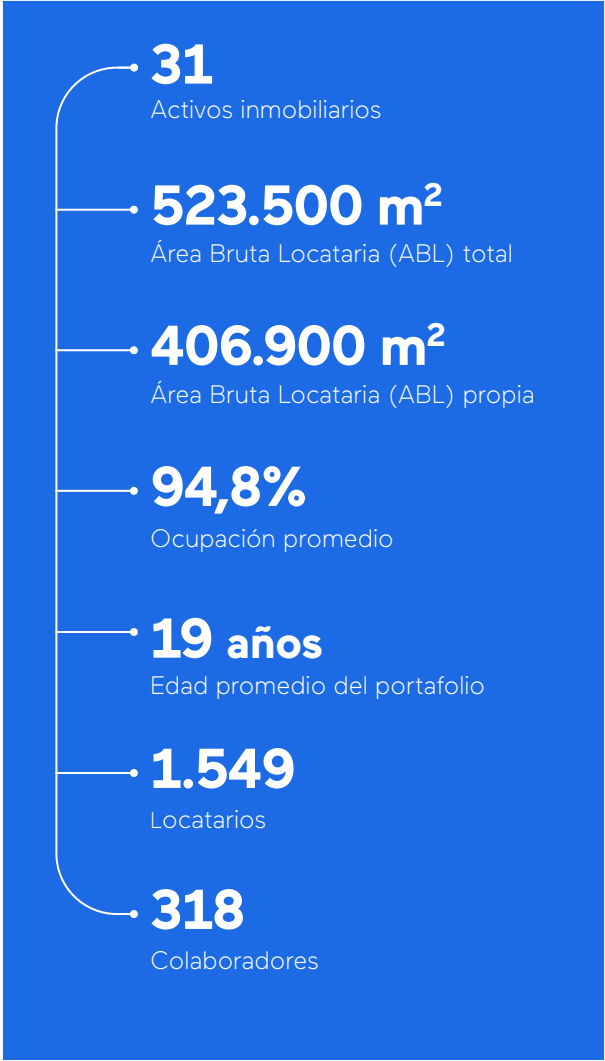 31
Activos inmobiliarios
523.500 m²
Área Bruta Locataria (ABL) total
406.900 m²
Área Bruta Locataria (ABL) propia
94,8%
Ocupación promedio
19 años
Edad promedio del portafolio
1.549
Locatarios
318
Colaboradores